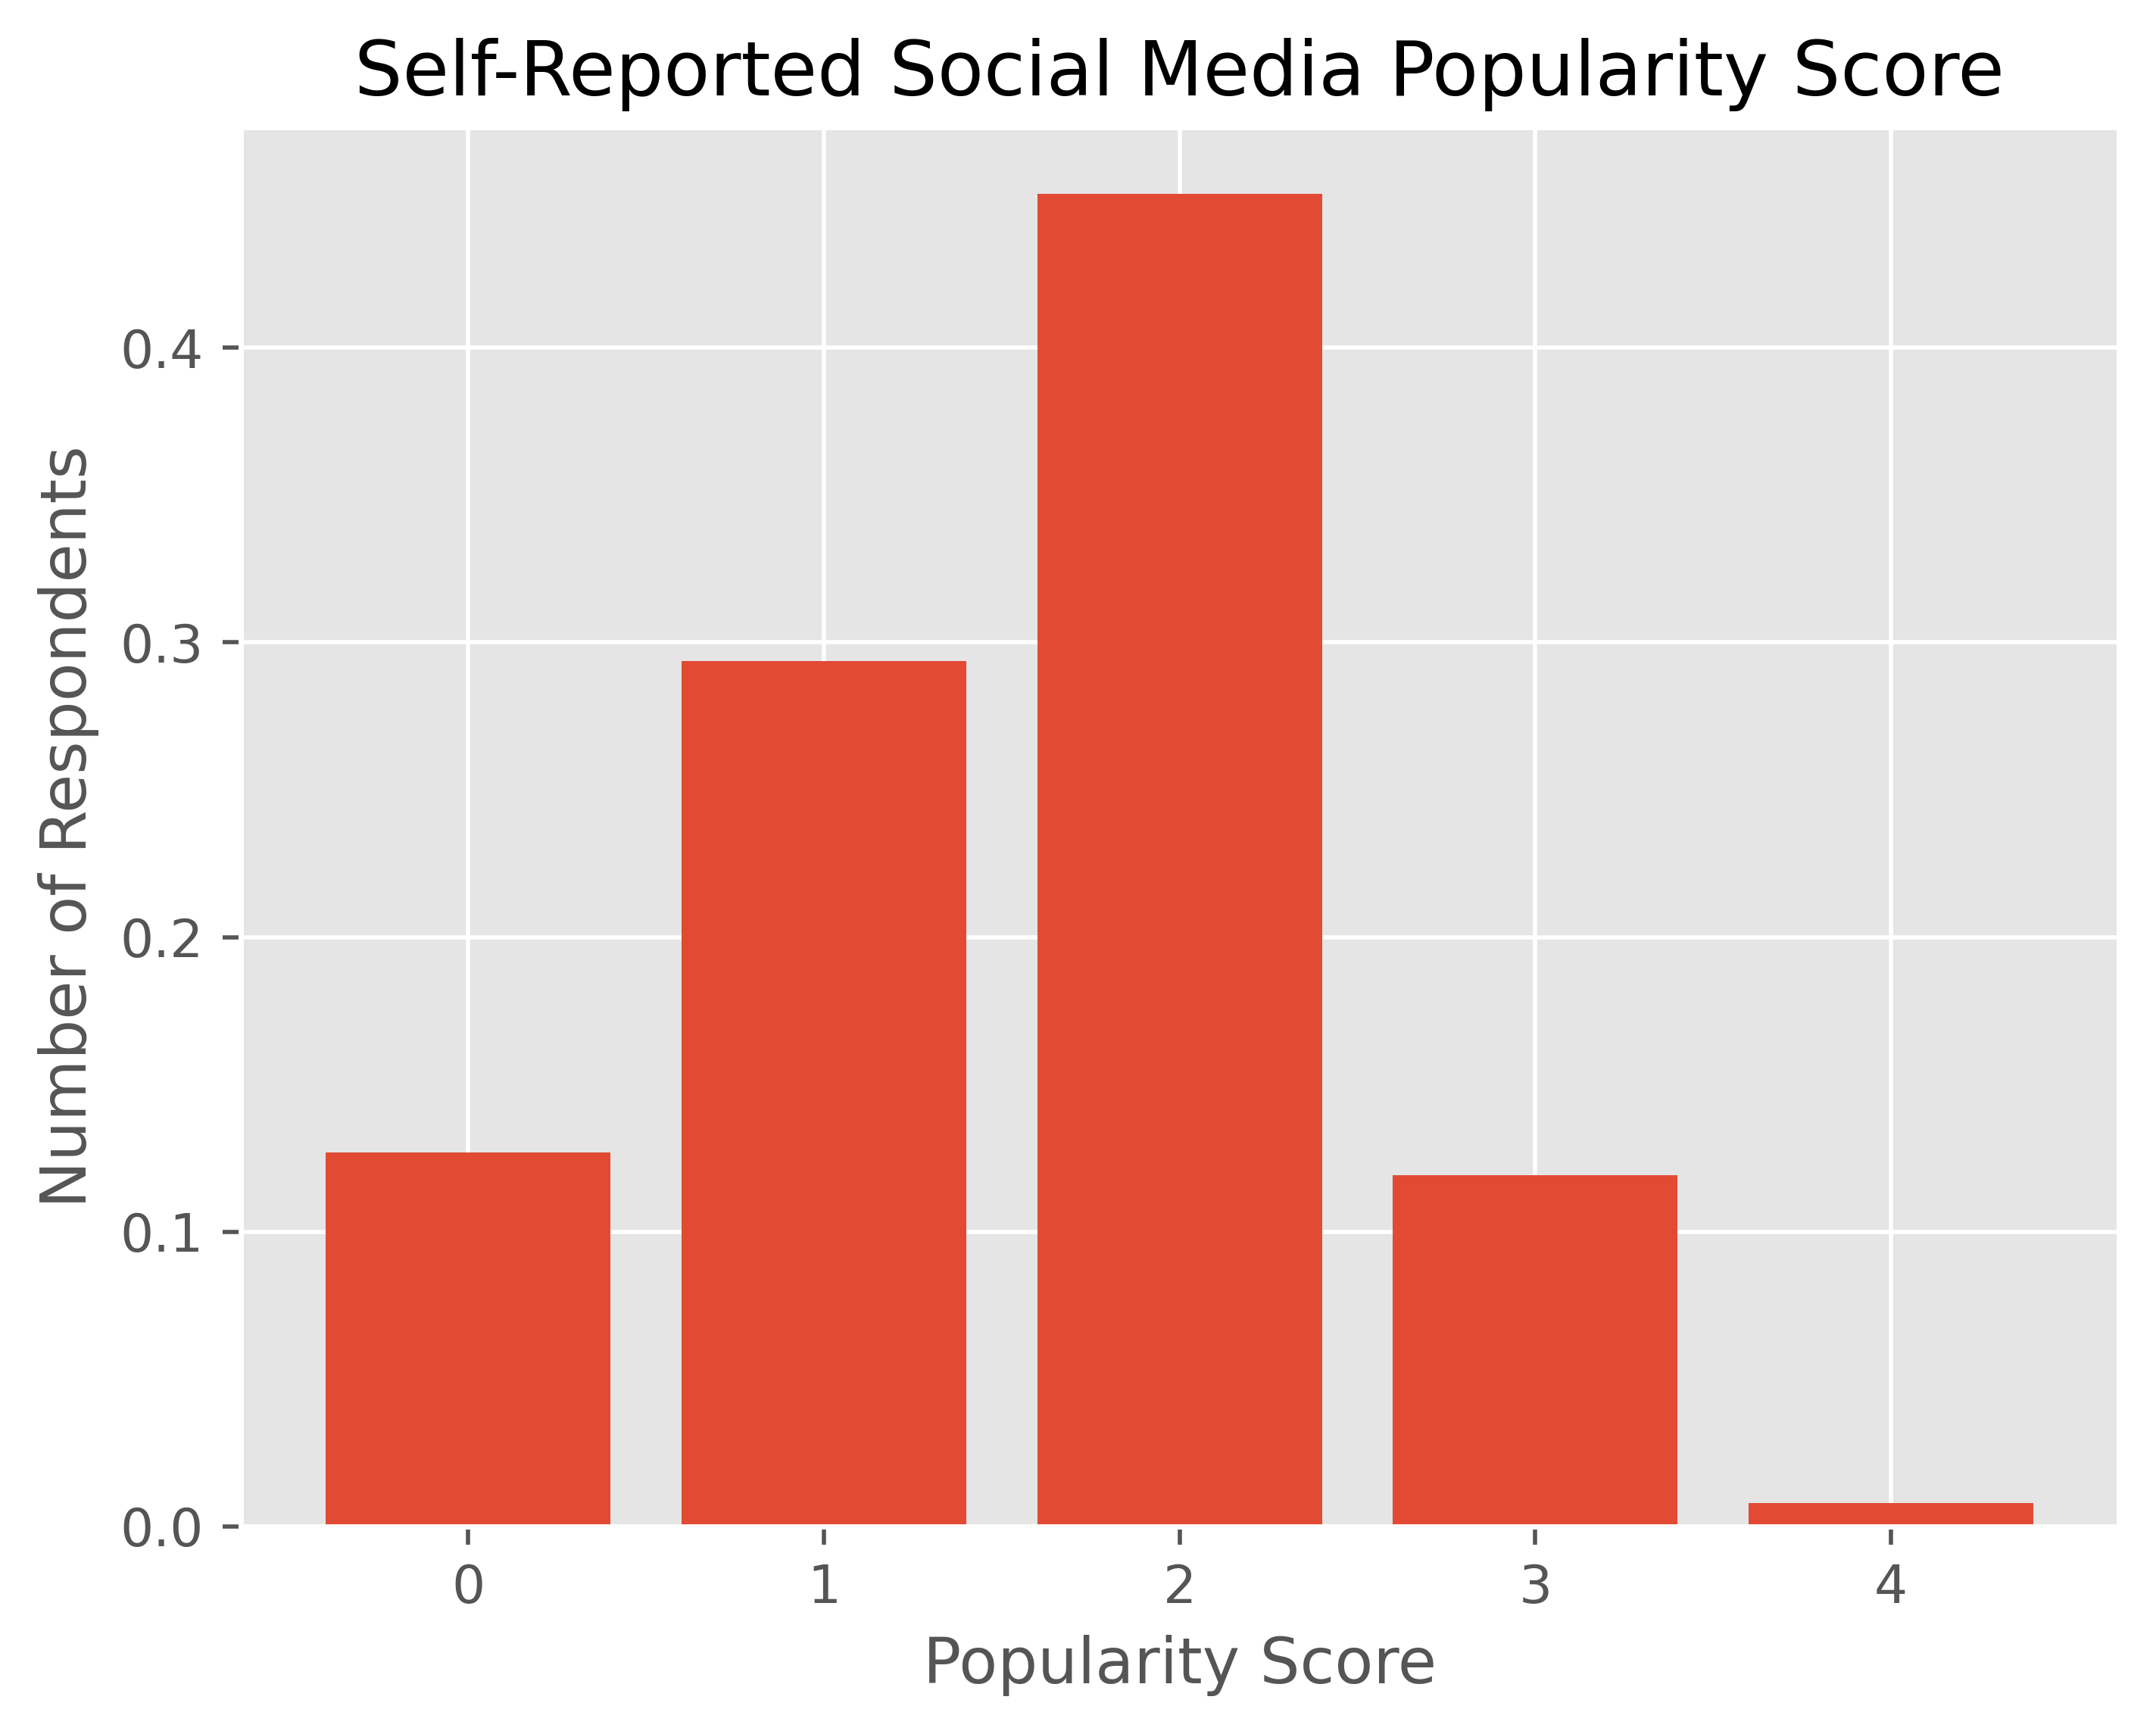 Self-Reported Social Media Popularity Score
Number of Respondents
0.4
0.3
0.2
0.1
0.0
0 1 2 3 4
Popularity Score